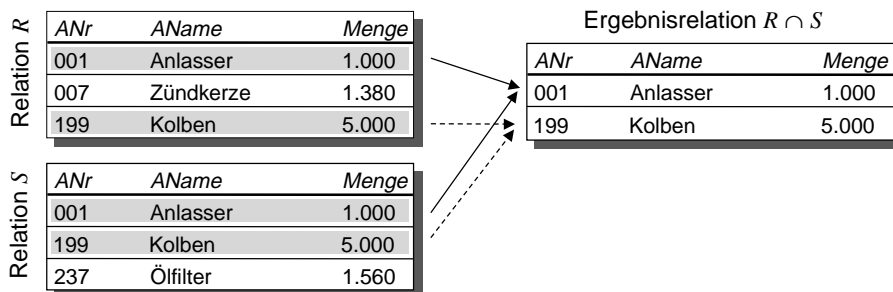 Relation R
ANr AName Menge
001 Anlasser 1.000
007 Zündkerze 1.380
199 Kolben 5.000
Relation S
ANr AName Menge
001 Anlasser 1.000
199 Kolben 5.000
237 Ölfilter 1.560
Ergebnisrelation R ∩ S
ANr AName Menge
001 Anlasser 1.000
199 Kolben 5.000